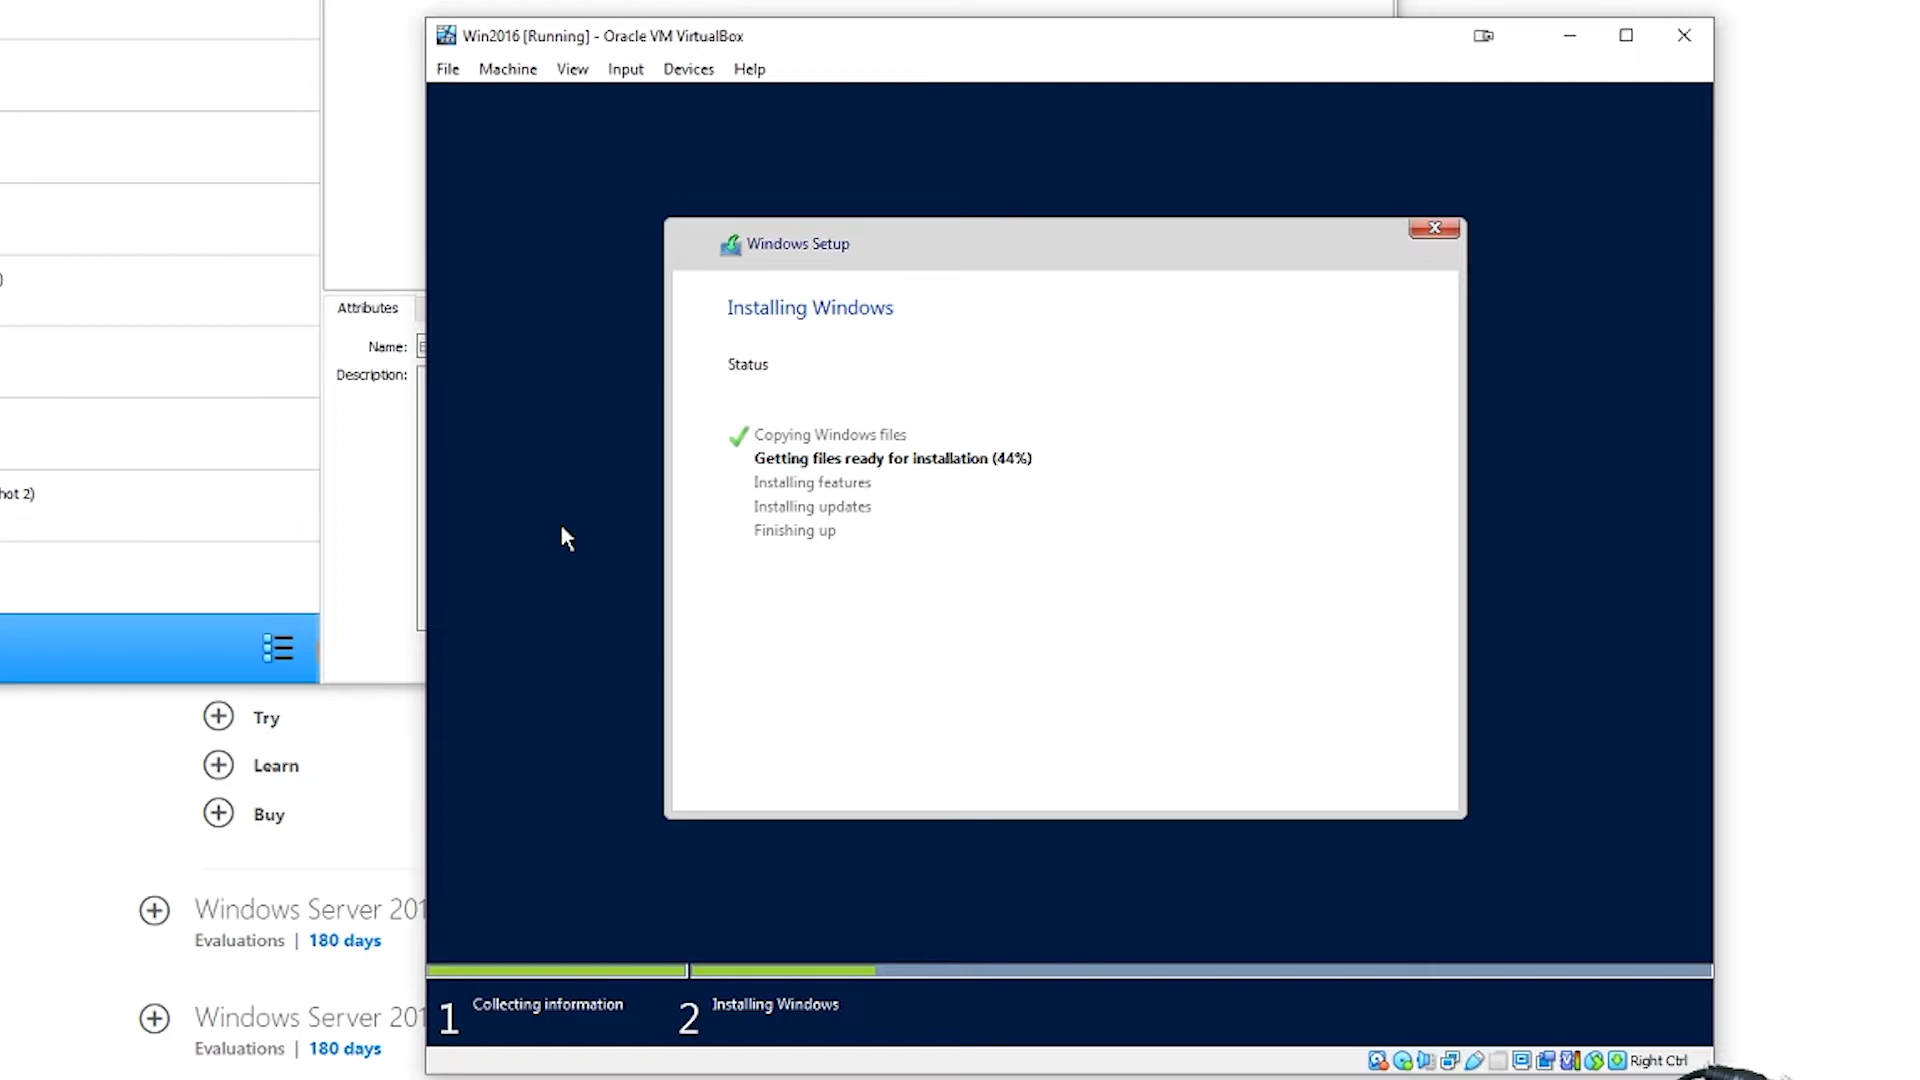 Win2016 [Running] - Oracle VM VirtualBox
File Machine View Input Devices Help
Windows Setup
Installing Windows
Status
Copying Windows files
Getting files ready for installation (44%)
Installing features
Installing updates
Finishing up
1 Collecting information
2 Installing Windows
Right Ctrl
)
hot 2)
Attributes
Name:
Description:
Try
Learn
Buy
Windows Server 201
Evaluations | 180 days
Windows Server 201
Evaluations | 180 days